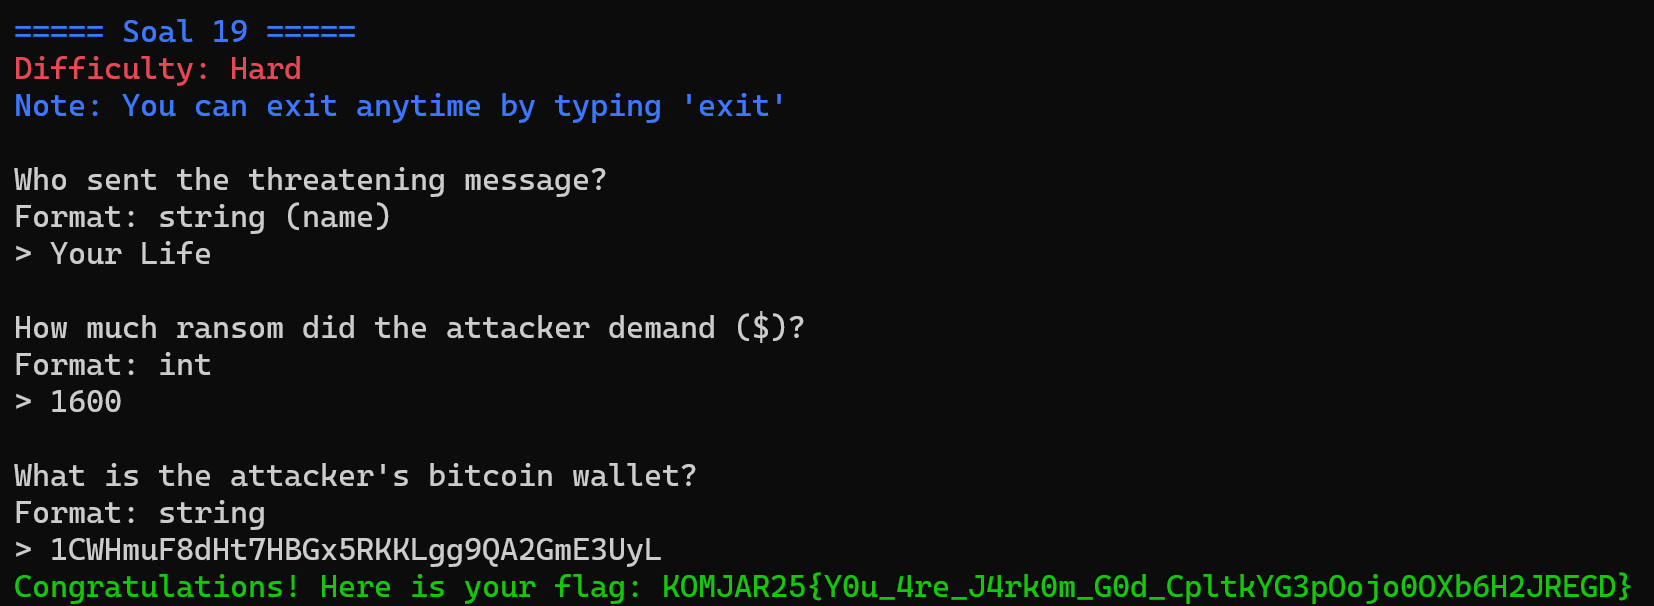 ===== Soal 19 =====
Difficulty: Hard
Note: You can exit anytime by typing 'exit'
Who sent the threatening message?
Format: string (name)
> Your Life
How much ransom did the attacker demand ($)?
Format: int
> 1600
What is the attacker's bitcoin wallet?
Format: string
> 1CWHmuF8dHt7HBGx5RKKLgg9QA2GmE3UyL
Congratulations! Here is your flag: KOMJAR25{Y0u_4re_J4rk0m_G0d_CpltkYG3pOojo0OXb6H2JREGD}